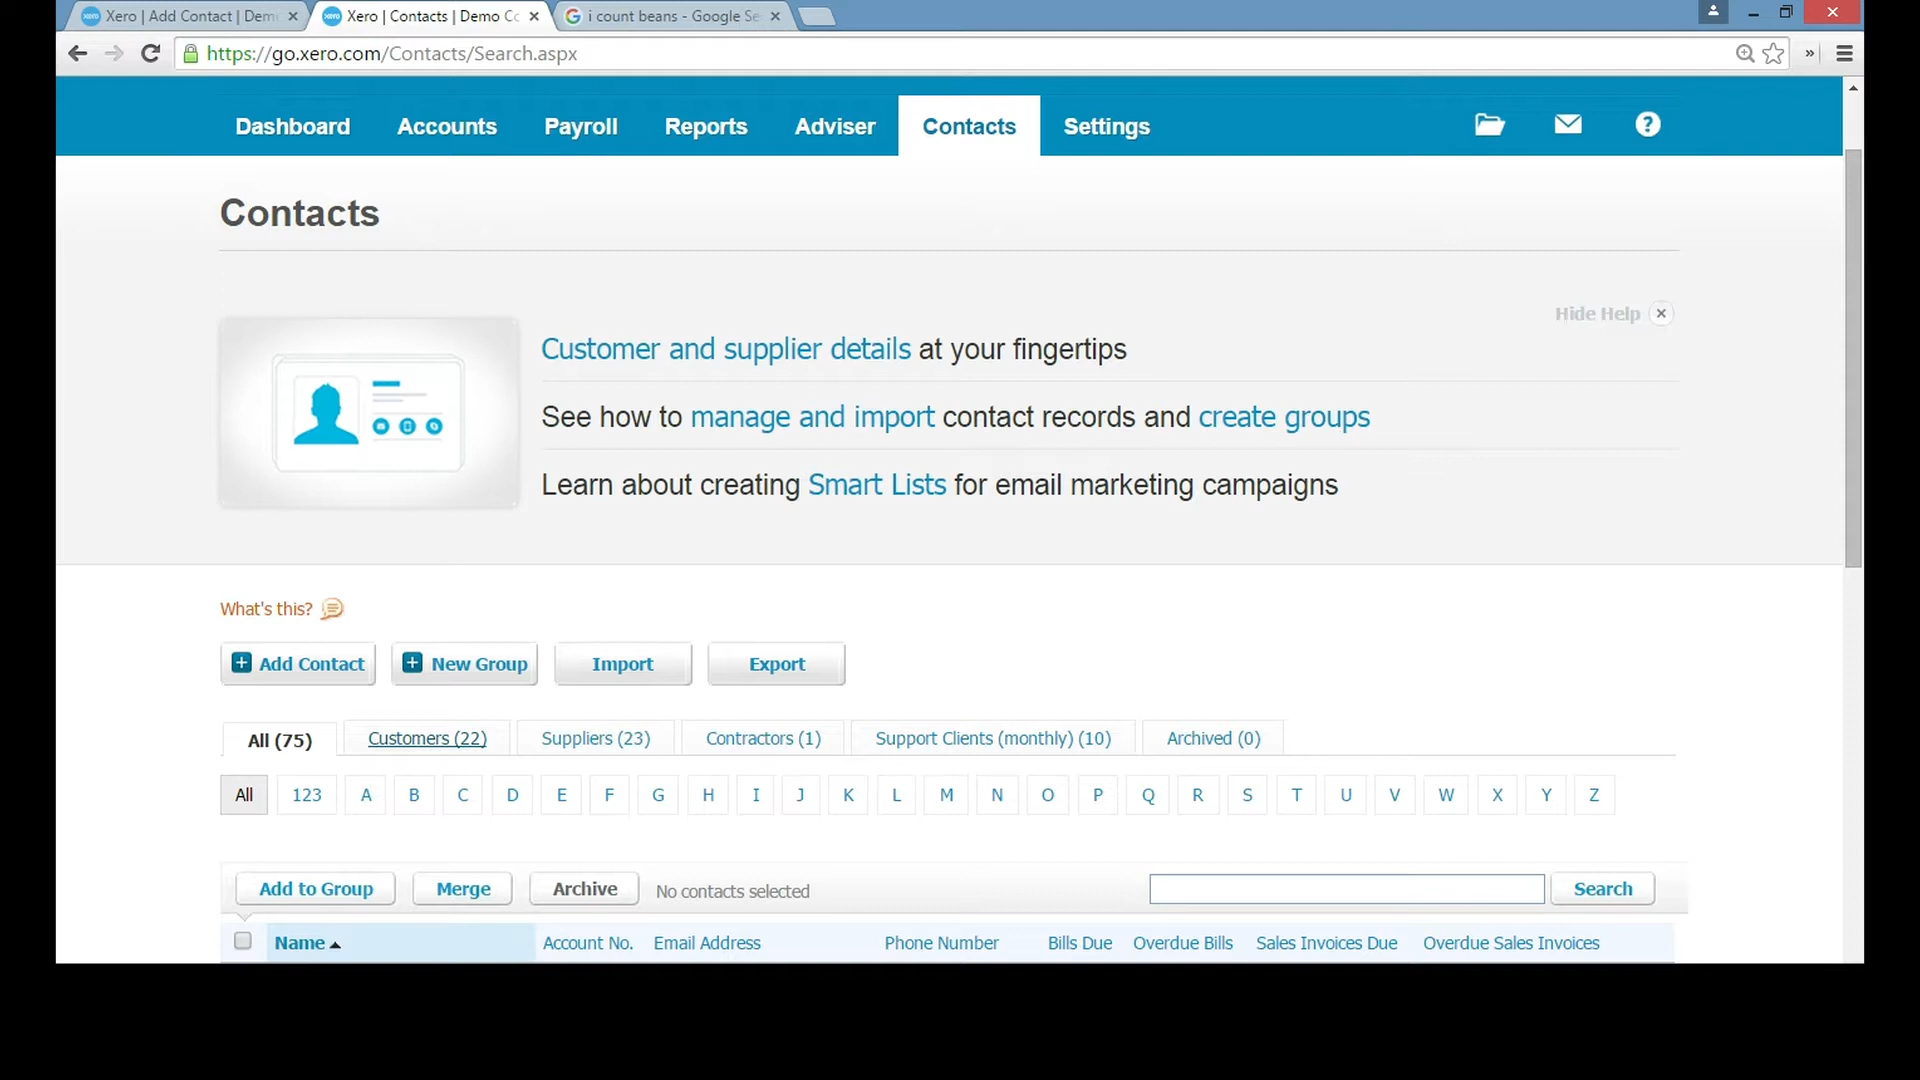 xero Xero | Add Contact | Dem xero Xero | Contacts | Demo Co i count beans - Google Se
https://go.xero.com/Contacts/Search.aspx
Dashboard Accounts Payroll Reports Adviser Contacts Settings ?
Contacts
Hide Help
Customer and supplier details at your fingertips
See how to manage and import contact records and create groups
Learn about creating Smart Lists for email marketing campaigns
What's this?
Add Contact New Group Import Export
All (75) Customers (22) Suppliers (23) Contractors (1) Support Clients (monthly) (10) Archived (0)
All 123 A B C D E F G H I J K L M N O P Q R S T U V W X Y Z
Add to Group Merge Archive No contacts selected Search
Name Account No. Email Address Phone Number Bills Due Overdue Bills Sales Invoices Due Overdue Sales Invoices